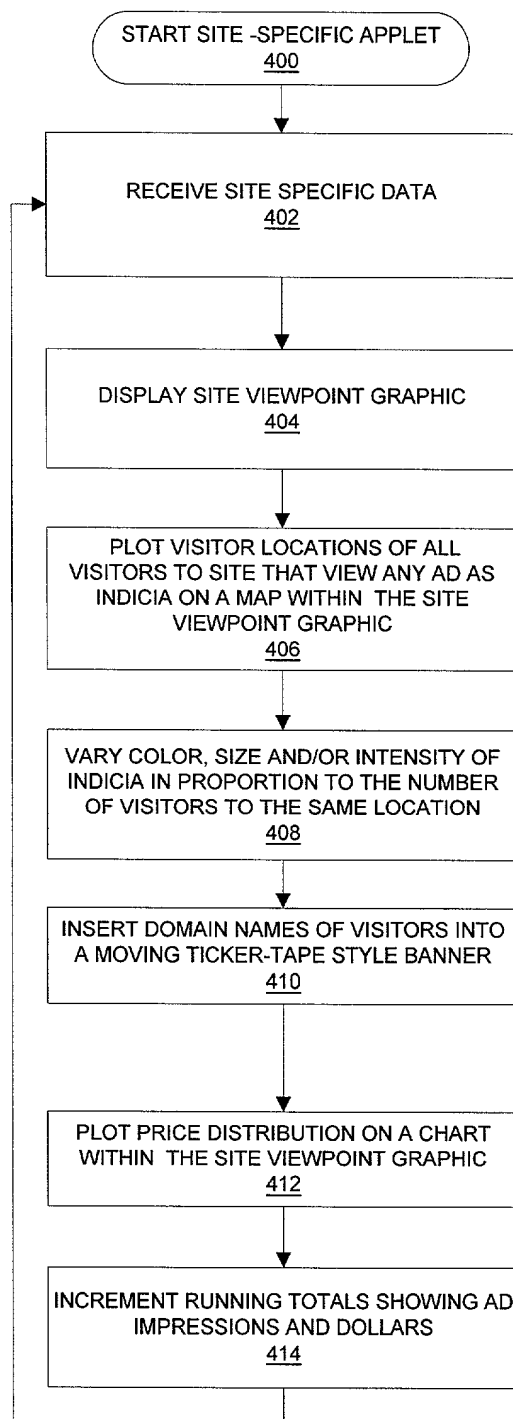 START SITE -SPECIFIC APPLET
400
RECEIVE SITE SPECIFIC DATA
402
DISPLAY SITE VIEWPOINT GRAPHIC
404
PLOT VISITOR LOCATIONS OF ALL
VISITORS TO SITE THAT VIEW ANY AD AS
INDICIA ON A MAP WITHIN THE SITE
VIEWPOINT GRAPHIC
406
VARY COLOR, SIZE AND/OR INTENSITY OF
INDICIA IN PROPORTION TO THE NUMBER
OF VISITORS TO THE SAME LOCATION
408
INSERT DOMAIN NAMES OF VISITORS INTO
A MOVING TICKER-TAPE STYLE BANNER
410
PLOT PRICE DISTRIBUTION ON A CHART
WITHIN THE SITE VIEWPOINT GRAPHIC
412
INCREMENT RUNNING TOTALS SHOWING AD
IMPRESSIONS AND DOLLARS
414